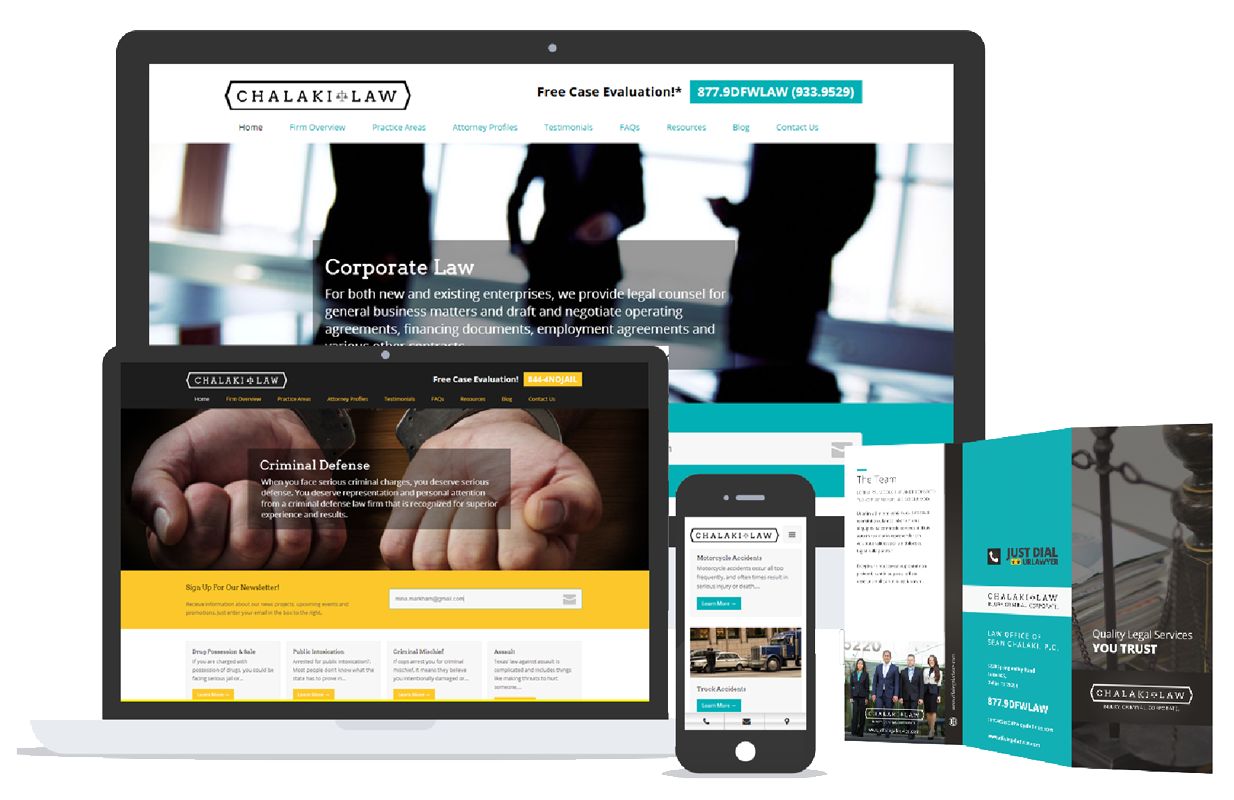 CHALAKI LAW
Free Case Evaluation!* 877.9DFWLAW (933.9529)
Home Firm Overview Practice Areas Attorney Profiles Testimonials FAQs Resources Blog Contact Us
Corporate Law
For both new and existing enterprises, we provide legal counsel for
general business matters and draft and negotiate operating
agreements, financing documents, employment agreements and
various other contracts
CHALAKI LAW
Free Case Evaluation! 844-4NOJAIL
Home Firm Overview Practice Areas Attorney Profiles Testimonials FAQs Resources Blog Contact Us
Criminal Defense
When you face serious criminal charges, you deserve serious
defense. You deserve representation and personal attention
from a criminal defense law firm that is recognized for superior
experience and results.
Sign Up For Our Newsletter!
Receive information about our news projects, upcoming events and
promotions. Just enter your email in the box to the right.
mina.markham@gmail.com
Drug Possession & Sale
If you are charged with
possession of drugs, you could be
facing serious jail or...
Learn More →
Public Intoxication
Arrested for public intoxication?.
Most people don't know what the
state has to prove in...
Learn More →
Criminal Mischief
If cops arrest you for criminal
mischief, it means they believe
you intentionally damaged or...
Learn More →
Assault
Texas law against assault is
complicated and includes things
like making threats to hurt
someone...
CHALAKI LAW
Motorcycle Accidents
Motorcycle accidents occur all too
frequently, and often times result in
serious injury or death....
Learn More →
Truck Accidents
Learn More →
The Team
5220
CHALAKI LAW
INJURY. CRIMINAL. CORPORATE.
JUST DIAL
URLAWYER
CHALAKI LAW
INJURY. CRIMINAL. CORPORATE.
LAW OFFICE OF
SEAN CHALAKI, P.C.
877.9DFWLAW
Quality Legal Services
YOU TRUST
CHALAKI LAW
INJURY. CRIMINAL. CORPORATE.